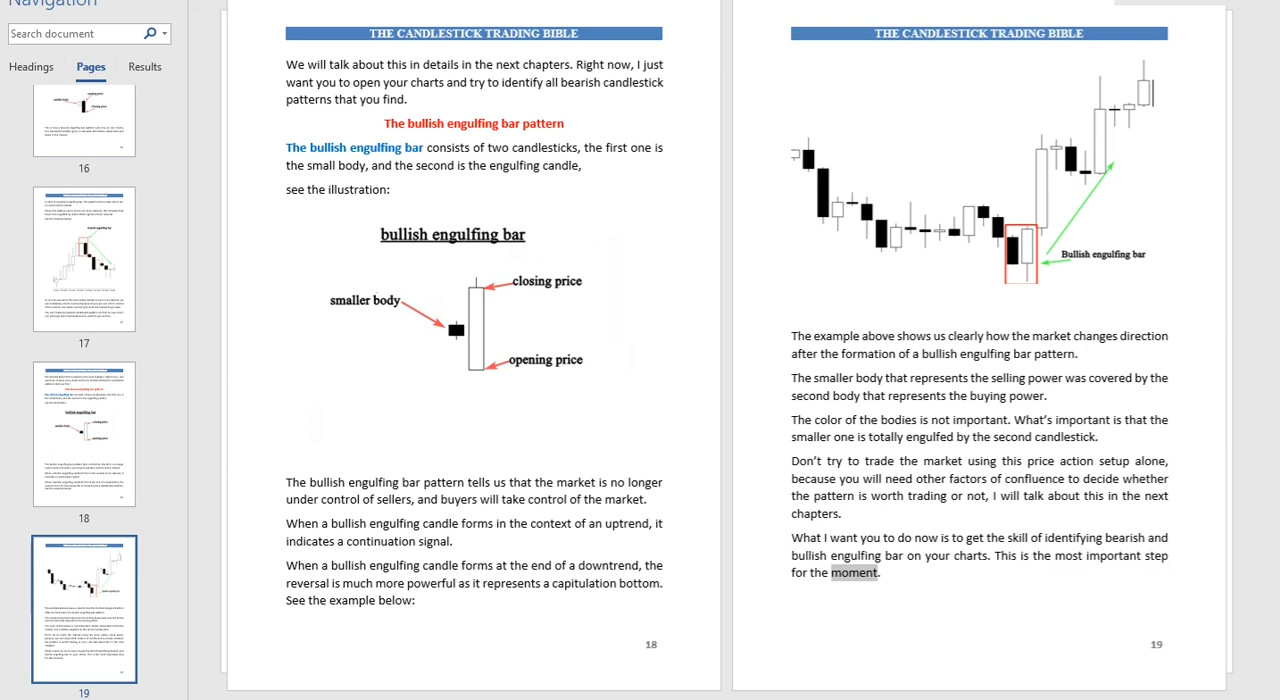 Navigation
Search document
Headings
Pages
Results
16
17
18
19
THE CANDLESTICK TRADING BIBLE
We will talk about this in details in the next chapters. Right now, I just
want you to open your charts and try to identify all bearish candlestick
patterns that you find.
The bullish engulfing bar pattern
The bullish engulfing bar consists of two candlesticks, the first one is
the small body, and the second is the engulfing candle,
see the illustration:
bullish engulfing bar
closing price
smaller body
opening price
The bullish engulfing bar pattern tells us that the market is no longer
under control of sellers, and buyers will take control of the market.
When a bullish engulfing candle forms in the context of an uptrend, it
indicates a continuation signal.
When a bullish engulfing candle forms at the end of a downtrend, the
reversal is much more powerful as it represents a capitulation bottom.
See the example below:
18
THE CANDLESTICK TRADING BIBLE
Bullish engulfing bar
The example above shows us clearly how the market changes direction
after the formation of a bullish engulfing bar pattern.
The smaller body that represents the selling power was covered by the
second body that represents the buying power.
The color of the bodies is not important. What's important is that the
smaller one is totally engulfed by the second candlestick.
Don't try to trade the market using this price action setup alone,
because you will need other factors of confluence to decide whether
the pattern is worth trading or not, I will talk about this in the next
chapters.
What I want you to do now is to get the skill of identifying bearish and
bullish engulfing bar on your charts. This is the most important step
for the moment.
19